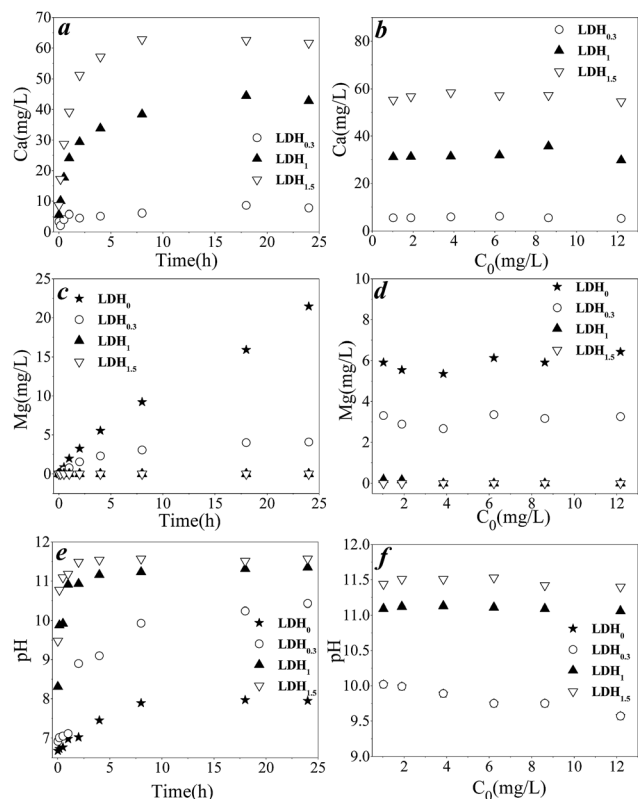 a
Ca(mg/L)
70
60
50
40
30
20
10
0
LDH0.3
LDH1
LDH1.5
0 5 10 15 20 25
Time(h)
b
Ca(mg/L)
80
60
40
20
0
LDH0.3
LDH1
LDH1.5
0 2 4 6 8 10 12
C0(mg/L)
c
Mg(mg/L)
25
20
15
10
5
0
LDH0
LDH0.3
LDH1
LDH1.5
0 5 10 15 20 25
Time(h)
d
Mg(mg/L)
8
6
4
2
0
LDH0
LDH0.3
LDH1
LDH1.5
0 2 4 6 8 10 12
C0(mg/L)
e
pH
12
11
10
9
8
7
LDH0
LDH0.3
LDH1
LDH1.5
0 5 10 15 20 25
Time(h)
f
pH
12.0
11.5
11.0
10.5
10.0
9.5
9.0
LDH0
LDH0.3
LDH1
LDH1.5
0 2 4 6 8 10 12
C0(mg/L)